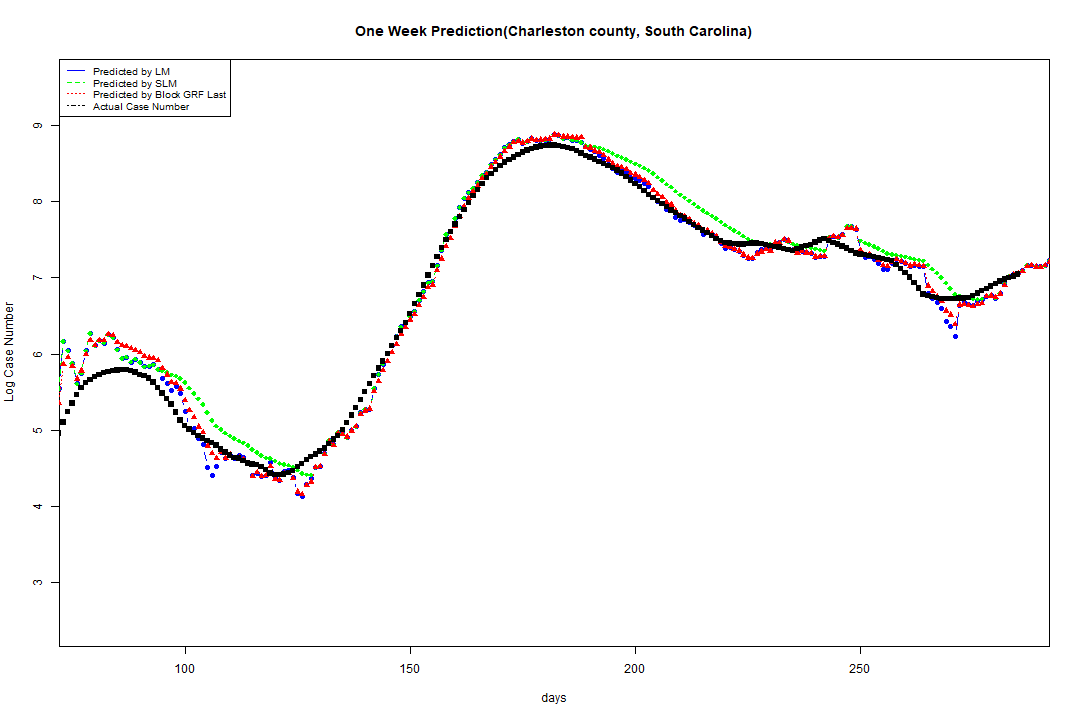 One Week Prediction(Charleston county, South Carolina)
Predicted by LM
Predicted by SLM
Predicted by Block GRF Last
Actual Case Number
9
8
7
6
5
4
3
Log Case Number
100 150 200 250
days